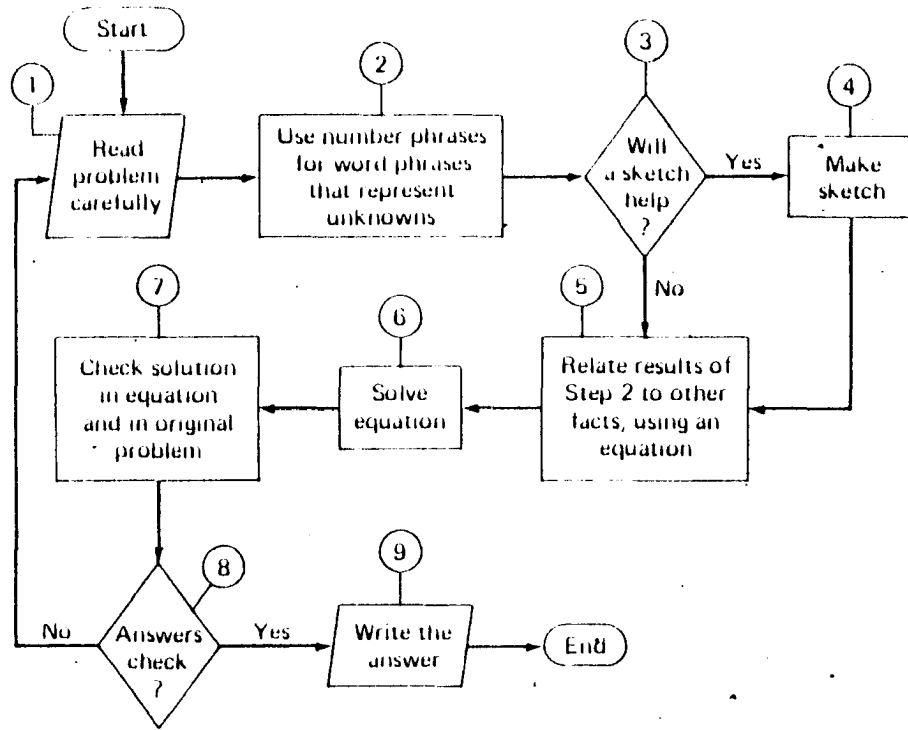 Start
1
Read
problem
carefully
2
Use number phrases
for word phrases
that represent
unknowns
3
Will
a sketch
help
?
Yes
4
Make
sketch
No
5
Relate results of
Step 2 to other
facts, using an
equation
6
Solve
equation
7
Check solution
in equation
and in original
problem
8
Answers
check
?
No
Yes
9
Write the
answer
End